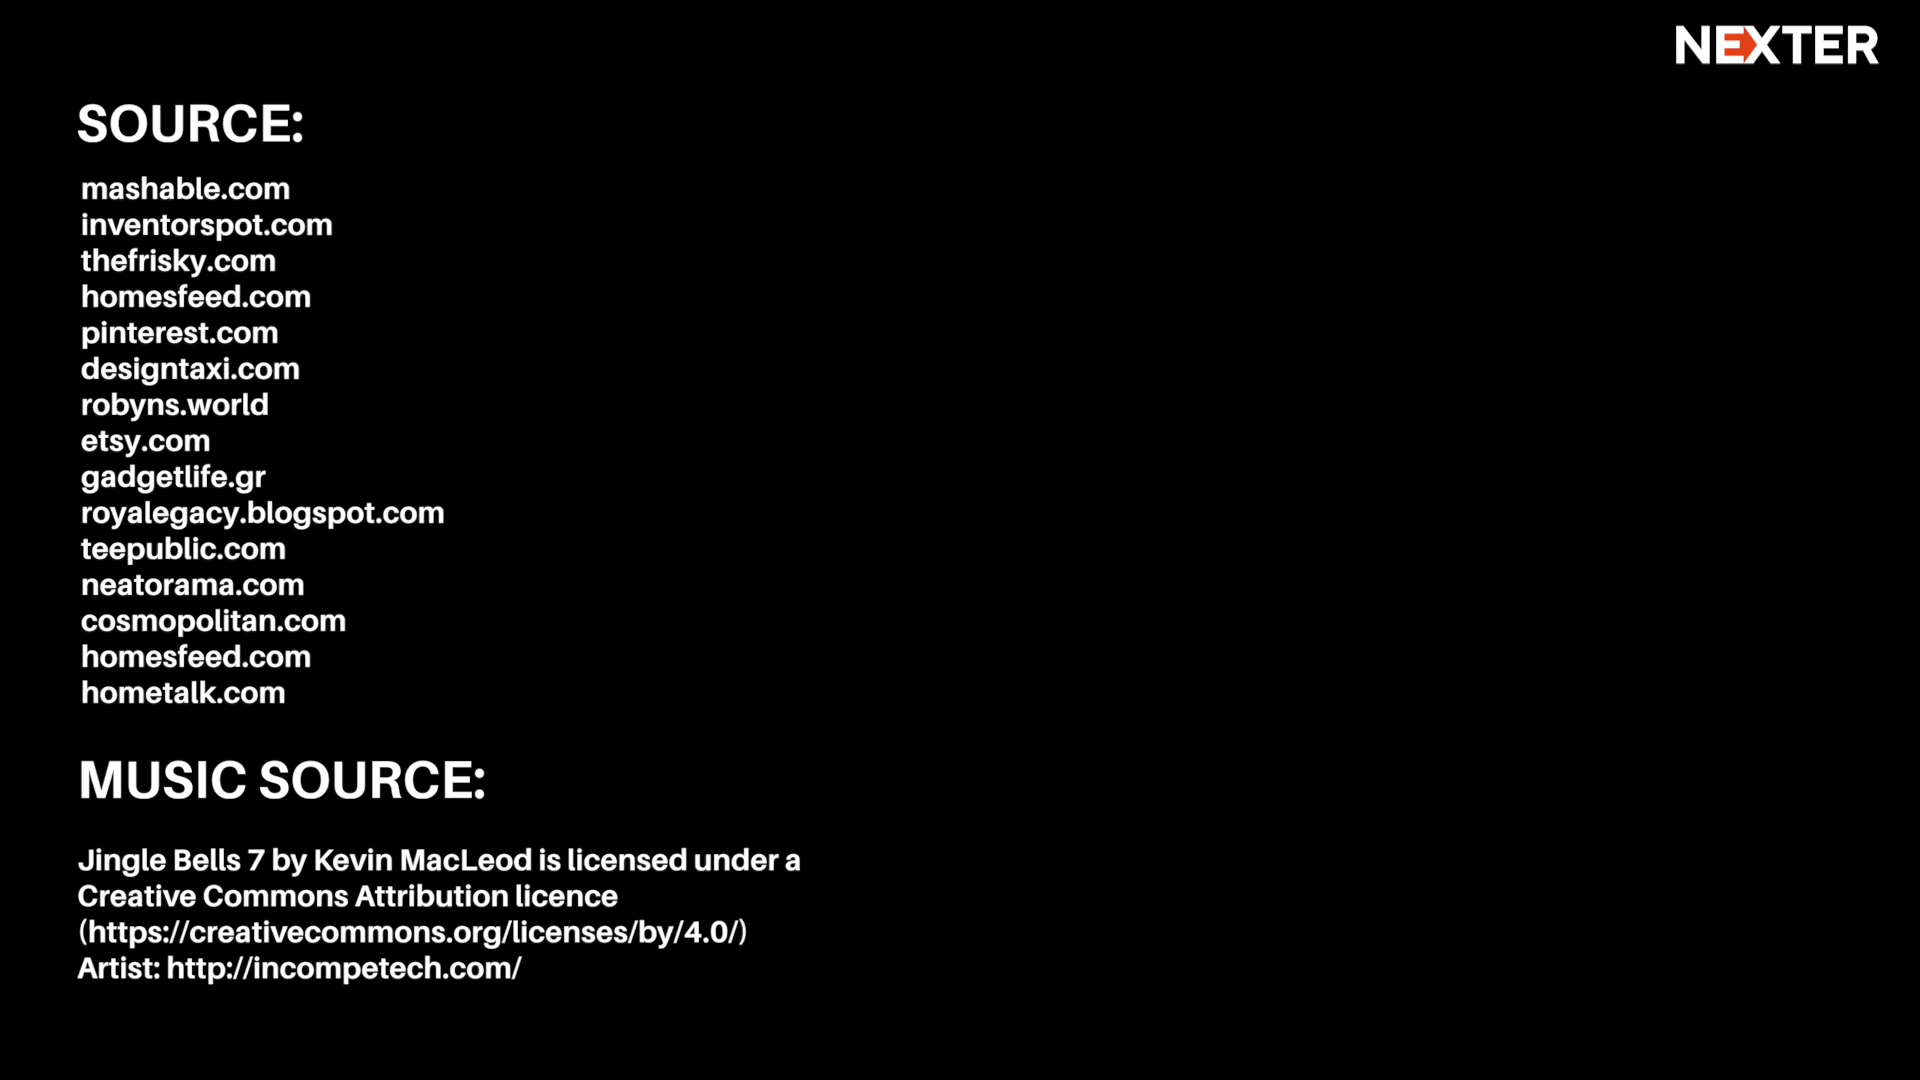 NEXTER
SOURCE:
mashable.com
inventorspot.com
thefrisky.com
homesfeed.com
pinterest.com
designtaxi.com
robyns.world
etsy.com
gadgetlife.gr
royalegacy.blogspot.com
teepublic.com
neatorama.com
cosmopolitan.com
homesfeed.com
hometalk.com
MUSIC SOURCE:
Jingle Bells 7 by Kevin MacLeod is licensed under a
Creative Commons Attribution licence
(https://creativecommons.org/licenses/by/4.0/)
Artist: http://incompetech.com/